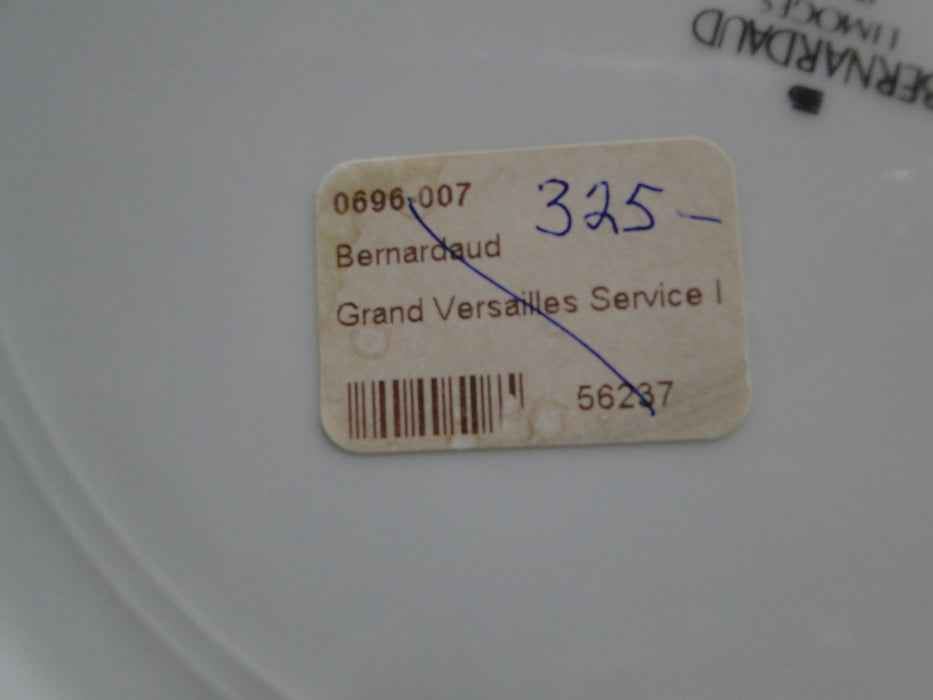 BERNARDAUD
LIMOGES
0696-007
325-
Bernardaud
Grand Versailles Service I
56237